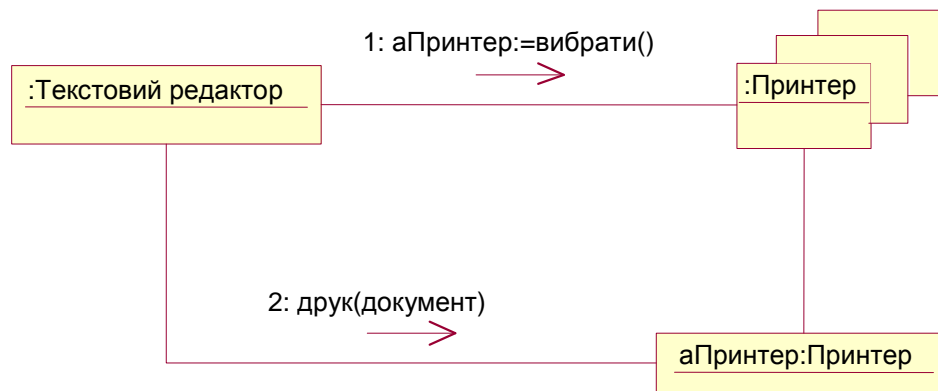 1: аПринтер:=вибрати()
:Текстовий редактор
:Принтер
2: друк(документ)
аПринтер:Принтер